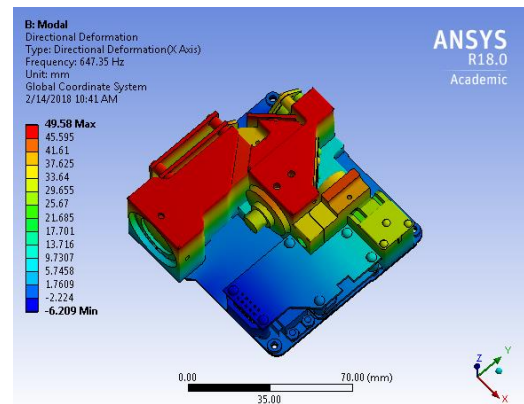 B: Modal
Directional Deformation
Type: Directional Deformation(X Axis)
Frequency: 647.35 Hz
Unit: mm
Global Coordinate System
2/14/2018 10:41 AM
ANSYS
R18.0
Academic
49.58 Max
45.595
41.61
37.625
33.64
29.655
25.67
21.685
17.701
13.716
9.7307
5.7458
1.7609
-2.224
-6.209 Min
0.00
70.00 (mm)
35.00
Z
Y
X